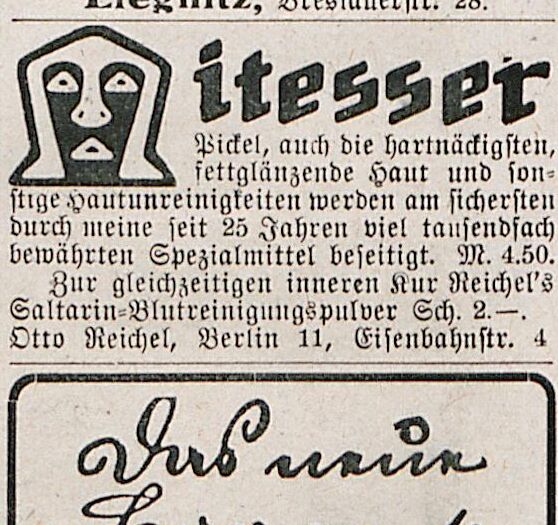 Liegnitz, Breslauerstr. 28.
Mitesser
Pickel, auch die hartnäckigsten,
fettglänzende Haut und son-
stige Hautunreinigkeiten werden am sichersten
durch meine seit 25 Jahren viel tausendfach
bewährten Spezialmittel beseitigt. M. 4.50.
Zur gleichzeitigen inneren Kur Reichel's
Saltarin-Blutreinigungspulver Sch. 2.—.
Otto Reichel, Berlin 11, Eisenbahnstr. 4
Das neue